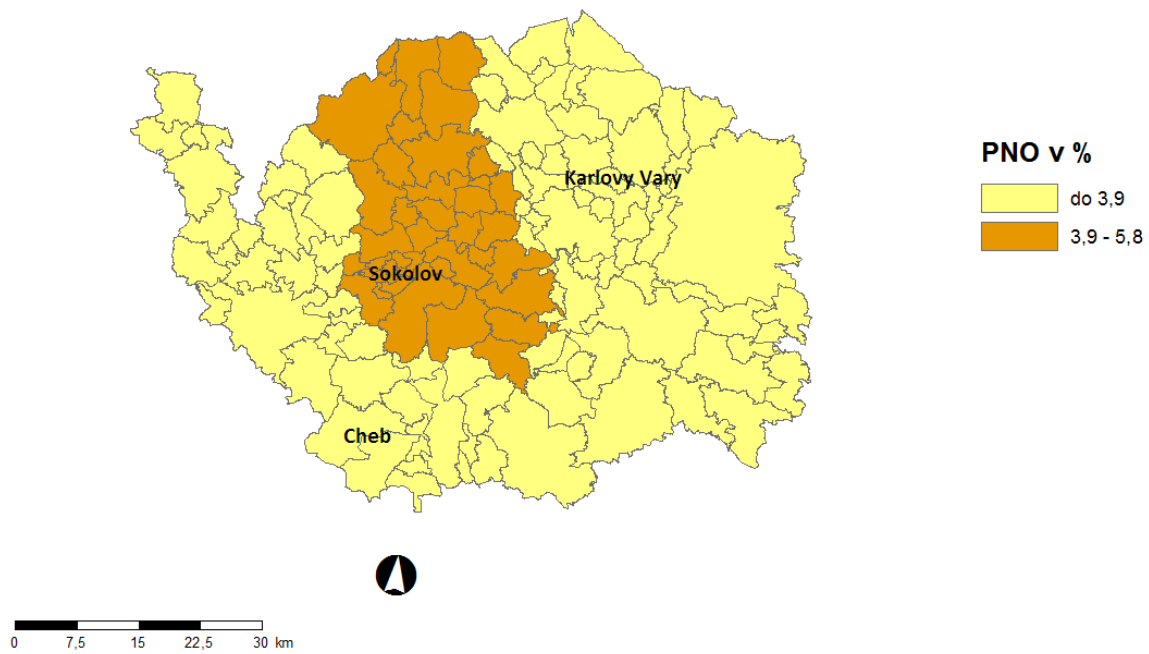 Karlovy Vary
Sokolov
Cheb
PNO v %
do 3,9
3,9 - 5,8
0 7,5 15 22,5 30 km